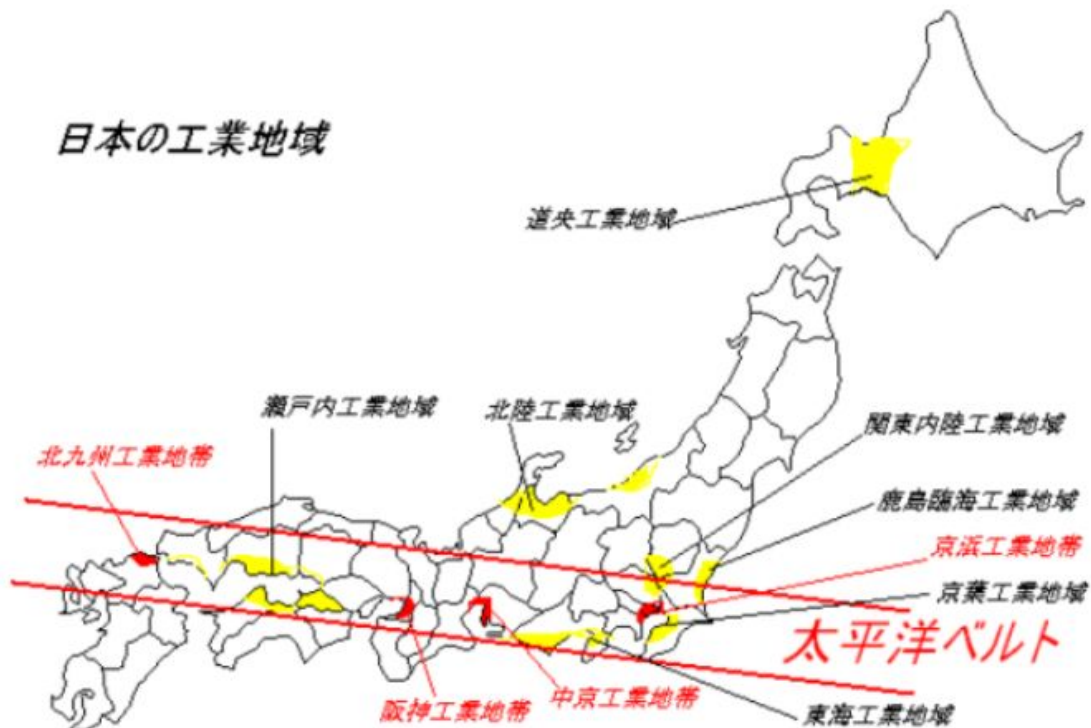 日本の工業地域
道央工業地域
瀬戸内工業地域
北陸工業地域
関東内陸工業地域
北九州工業地帯
鹿島臨海工業地域
京浜工業地帯
京葉工業地域
太平洋ベルト
阪神工業地帯
中京工業地帯
東海工業地域